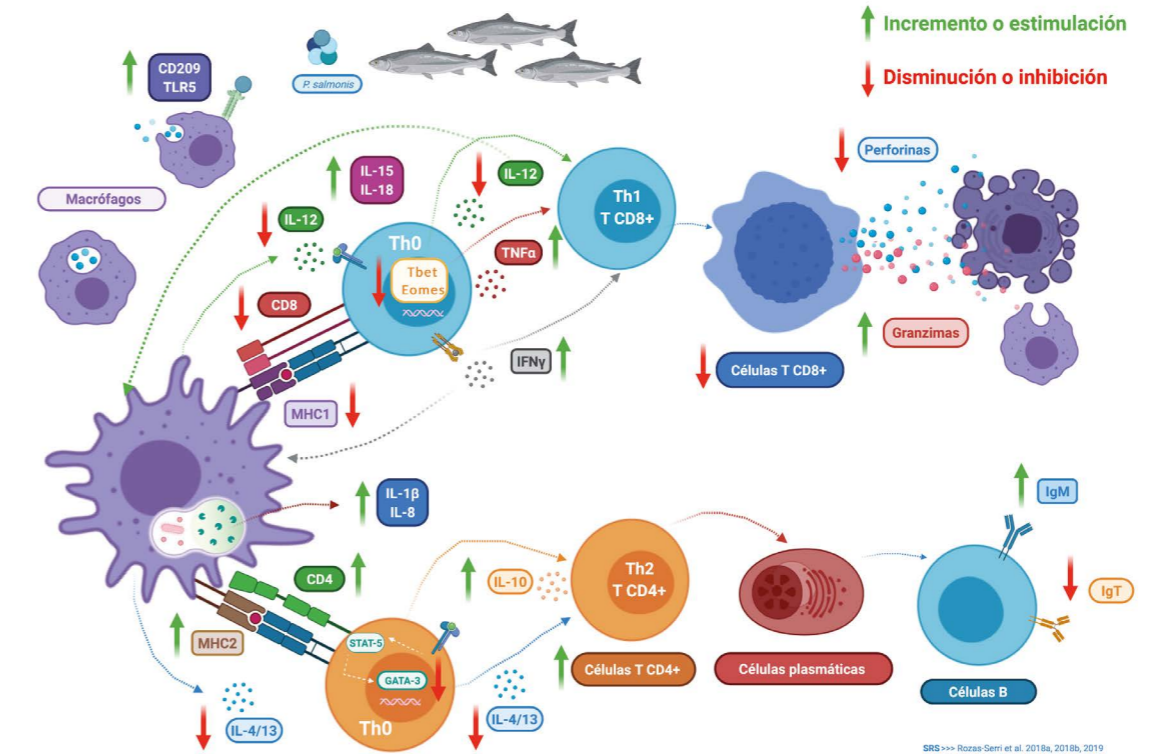 Incremento o estimulación
Disminución o inhibición
CD209
TLR5
P. salmonis
Macrófagos
IL-15
IL-18
IL-12
IL-12
Th0
Tbet
Eomes
TNFα
Th1
T CD8+
Perforinas
CD8
MHC1
IFNγ
Células T CD8+
Granzimas
IL-1β
IL-8
CD4
MHC2
STAT-5
GATA-3
Th0
IL-4/13
IL-4/13
IL-10
Th2
T CD4+
Células T CD4+
Células plasmáticas
IgM
IgT
Células B
SRS >>> Rozas-Serri et al. 2018a, 2018b, 2019